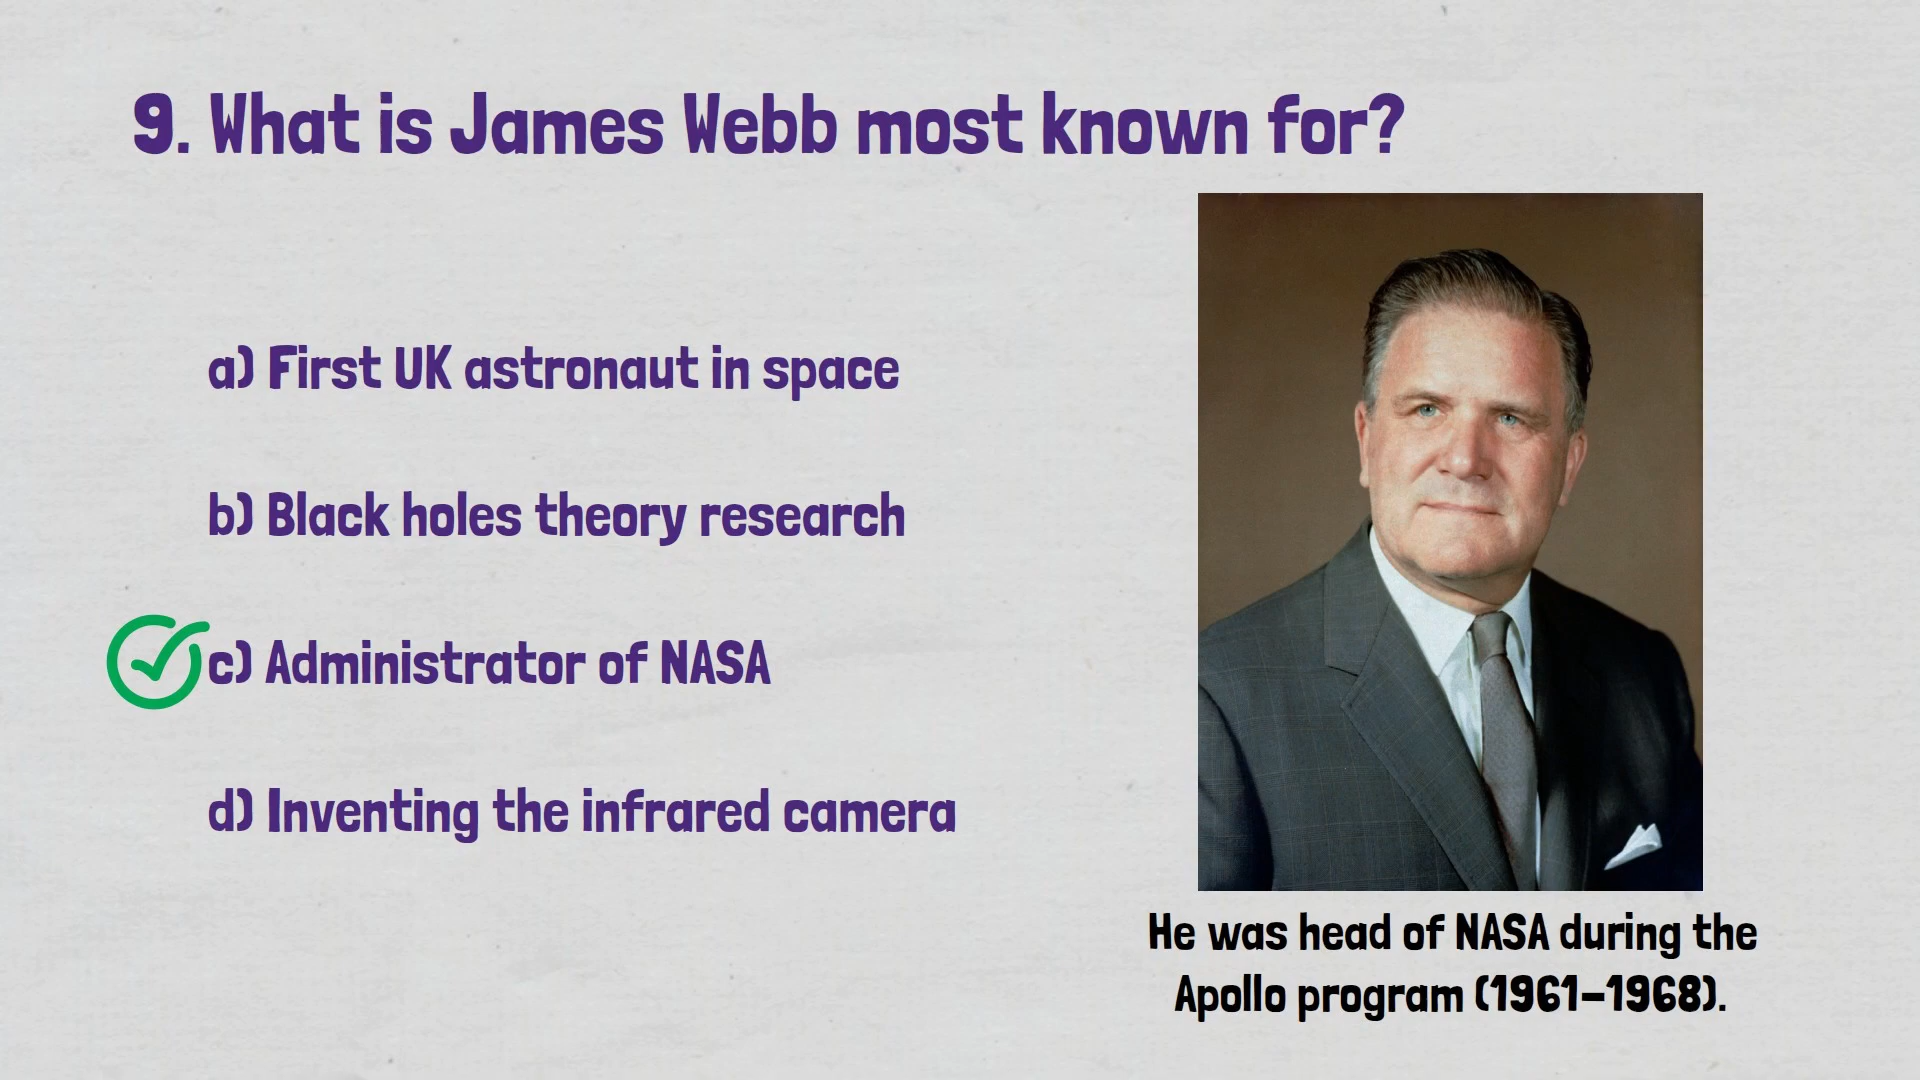 9. What is James Webb most known for?
a) First UK astronaut in space
b) Black holes theory research
c) Administrator of NASA
d) Inventing the infrared camera
He was head of NASA during the
Apollo program (1961–1968).